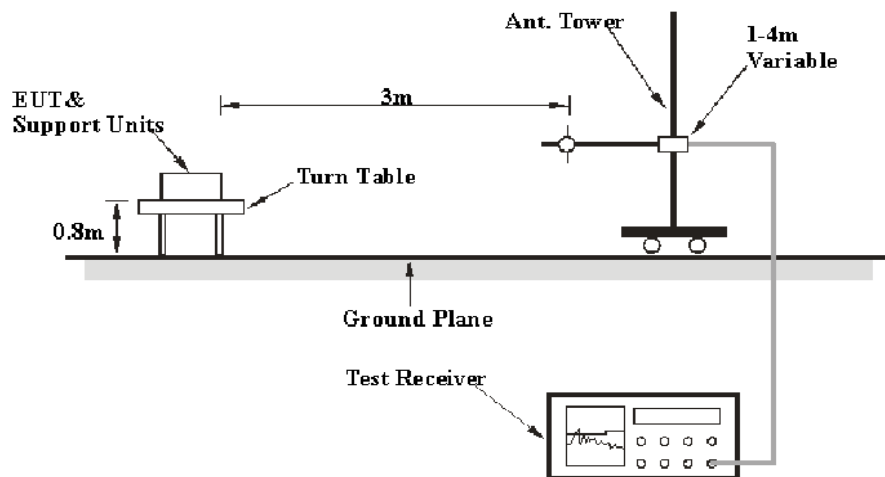 Ant. Tower
1-4m
Variable
3m
EUT &
Support Units
Turn Table
0.8m
Ground Plane
Test Receiver